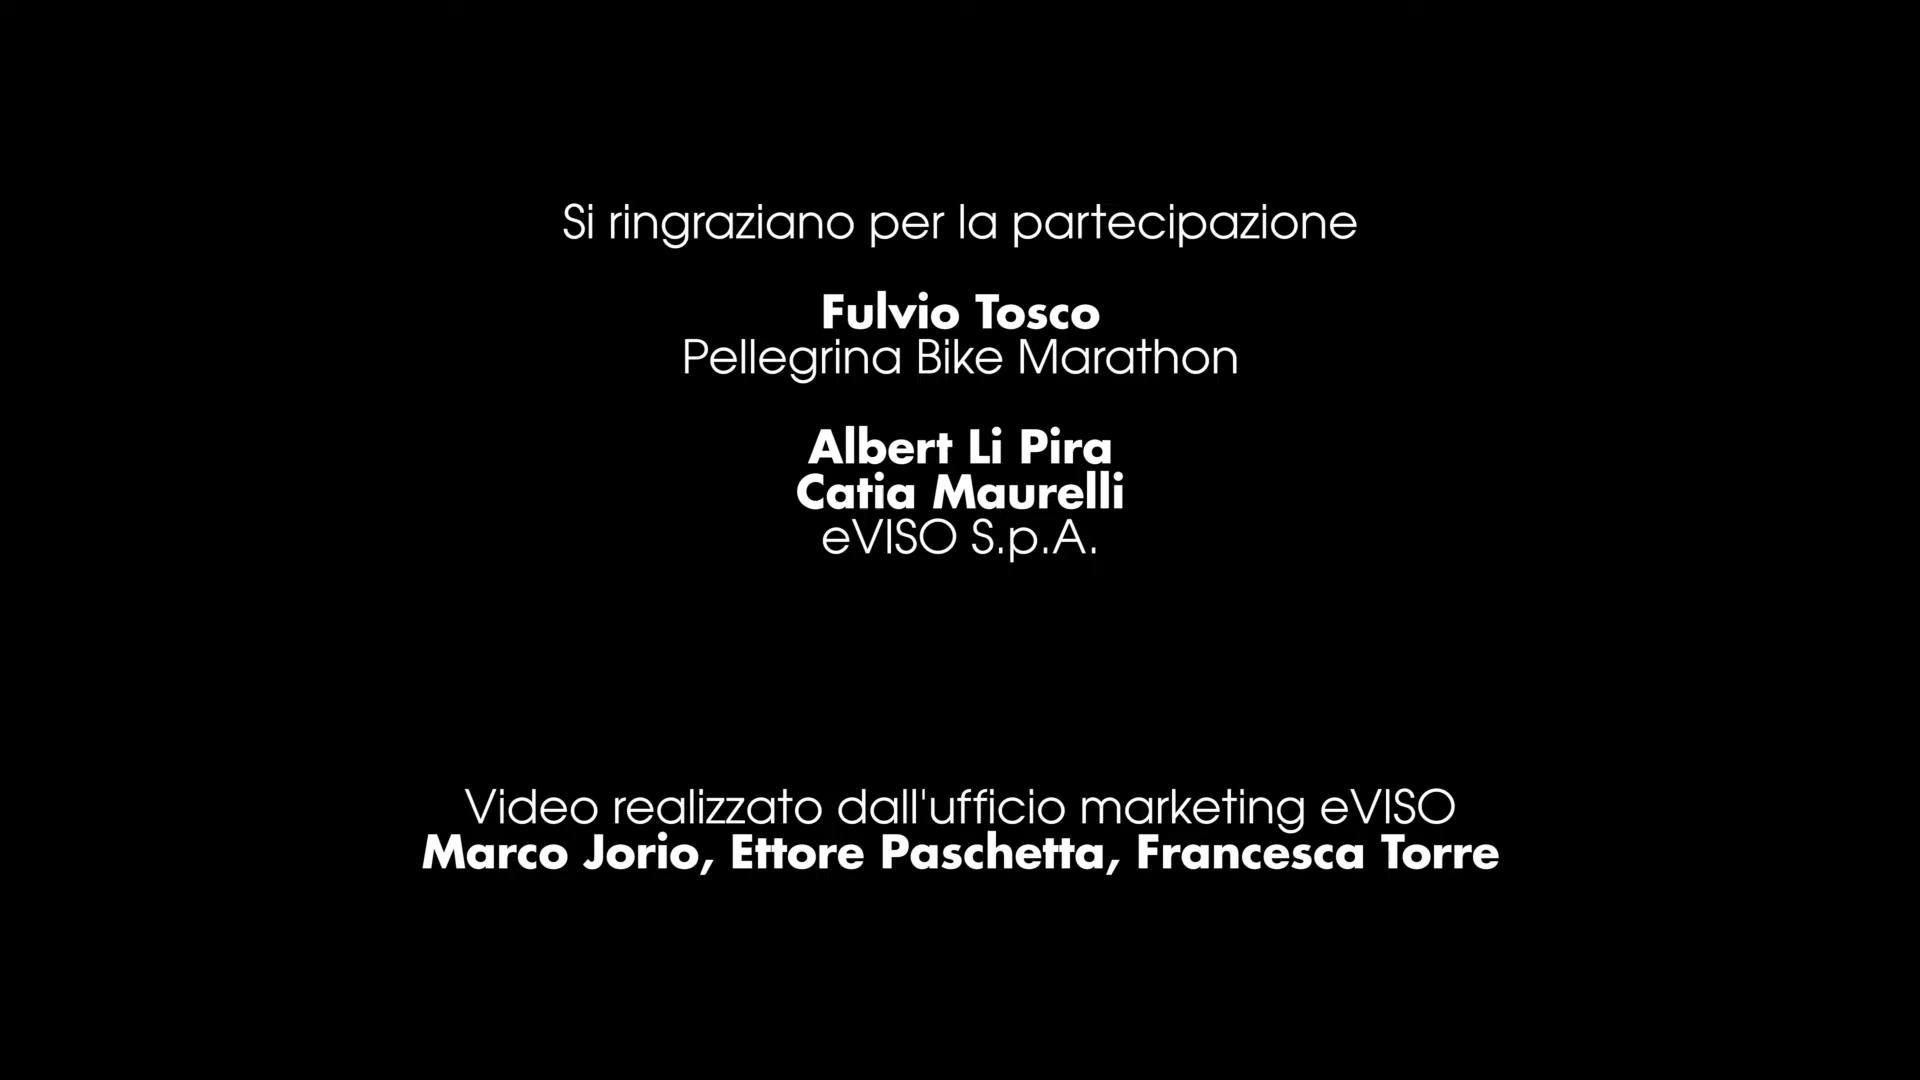 Si ringraziano per la partecipazione
Fulvio Tosco
Pellegrina Bike Marathon
Albert Li Pira
Catia Maurelli
eVISO S.p.A.
Video realizzato dall'ufficio marketing eVISO
Marco Jorio, Ettore Paschetta, Francesca Torre